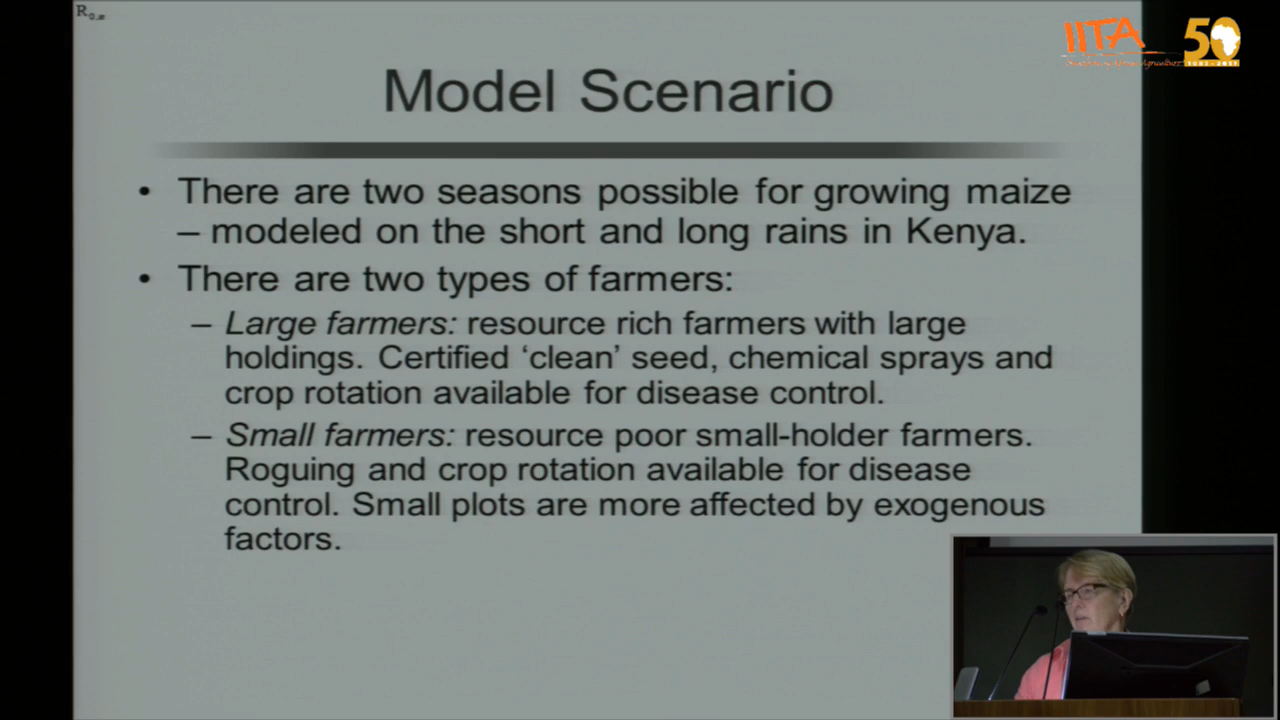 R₀,∞
IITA
50
Model Scenario
• There are two seasons possible for growing maize
– modeled on the short and long rains in Kenya.
• There are two types of farmers:
– Large farmers: resource rich farmers with large
holdings. Certified ‘clean’ seed, chemical sprays and
crop rotation available for disease control.
– Small farmers: resource poor small-holder farmers.
Roguing and crop rotation available for disease
control. Small plots are more affected by exogenous
factors.